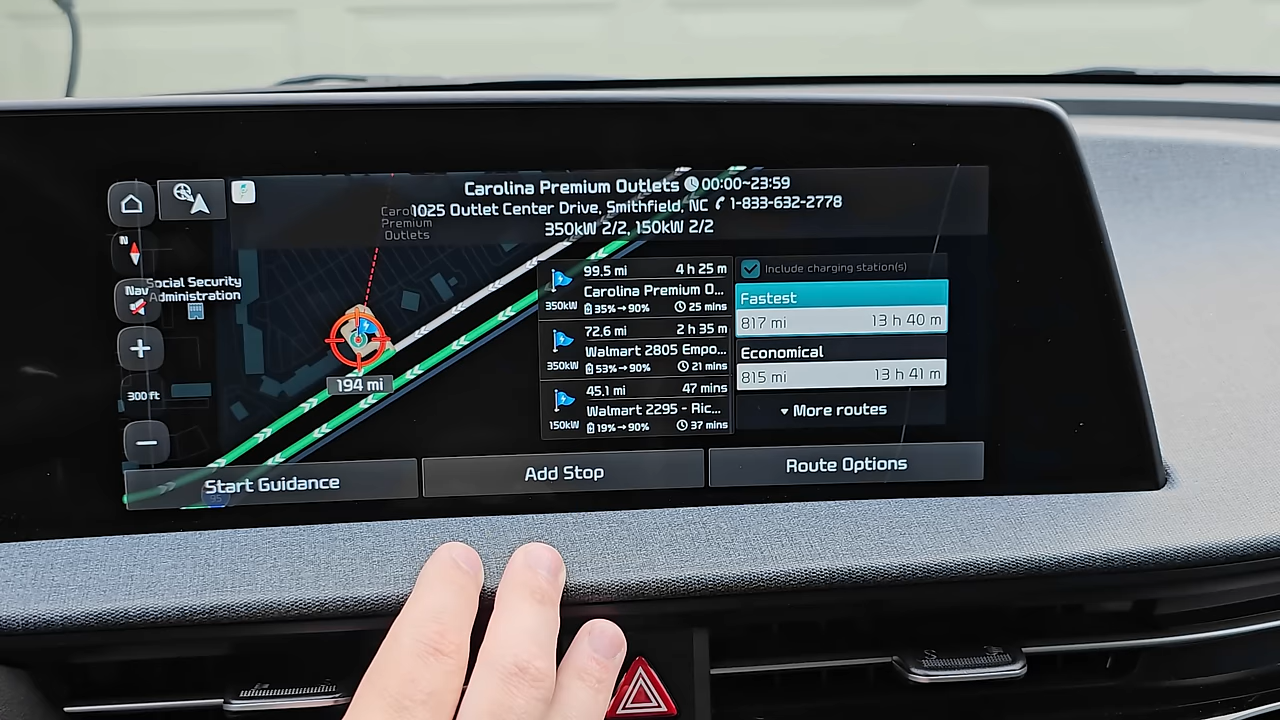 Carolina Premium Outlets 00:00~23:59
1025 Outlet Center Drive, Smithfield, NC 1-833-632-2778
350kW 2/2, 150kW 2/2
Premium
Outlets
N
Social Security
Administration
Nav
+
300 ft
−
194 mi
95
99.5 mi 4 h 25 m
Carolina Premium O...
350kW 35%→90% 25 mins
72.6 mi 2 h 35 m
Walmart 2805 Empo...
350kW 53%→90% 21 mins
45.1 mi 47 mins
Walmart 2295 - Ric...
150kW 19%→90% 37 mins
Include charging station(s)
Fastest
817 mi 13 h 40 m
Economical
815 mi 13 h 41 m
More routes
Start Guidance
Add Stop
Route Options